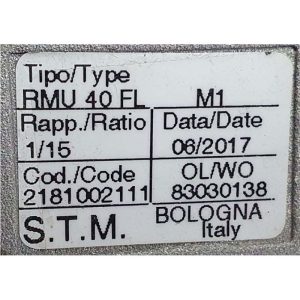 Tipo/Type
RMU 40 FL M1
Rapp./Ratio Data/Date
1/15 06/2017
Cod./Code OL/WO
2181002111 83030138
S.T.M. BOLOGNA
Italy